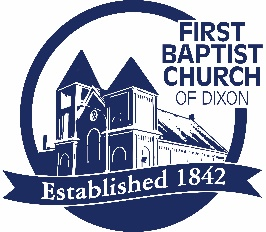 FIRST
BAPTIST
CHURCH
OF DIXON
Established 1842